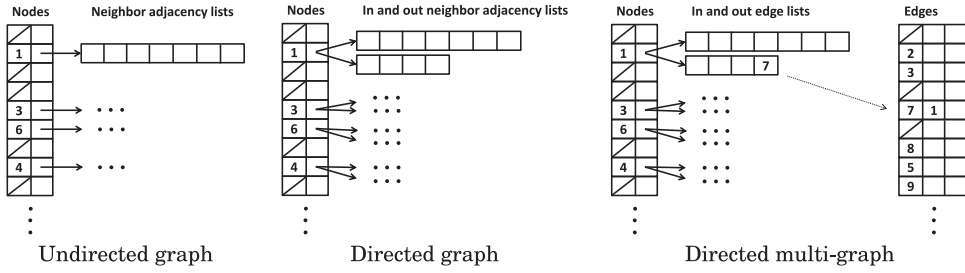 Nodes Neighbor adjacency lists
1
3 • • •
6 • • •
4 • • •
Undirected graph
Nodes In and out neighbor adjacency lists
1
3 • • •
6 • • •
4 • • •
Directed graph
Nodes In and out edge lists Edges
1
7
3
6
4
2
3
7 1
8
5
9
Directed multi-graph